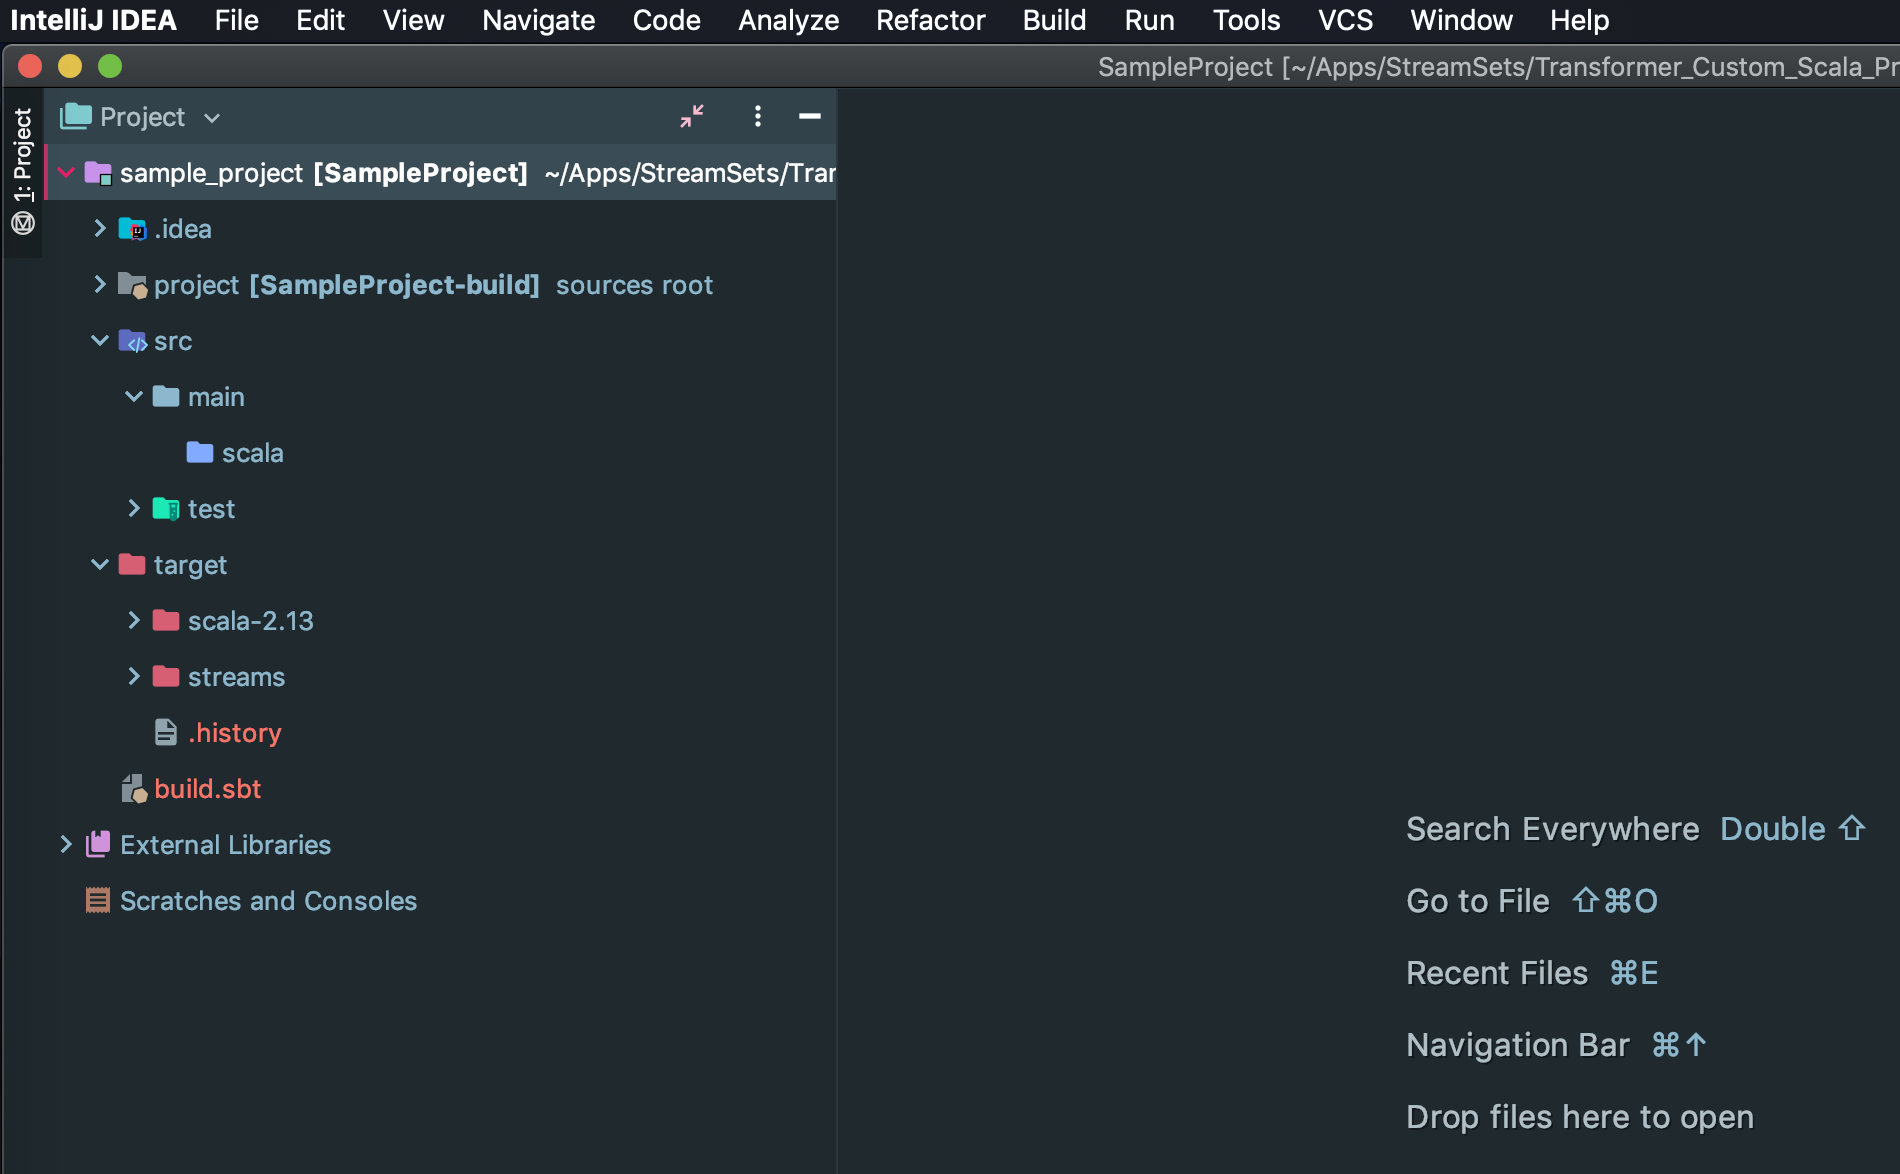 IntelliJ IDEA File Edit View Navigate Code Analyze Refactor Build Run Tools VCS Window Help
SampleProject [~/Apps/StreamSets/Transformer_Custom_Scala_Pr
1: Project
Project
sample_project [SampleProject] ~/Apps/StreamSets/Tran
.idea
project [SampleProject-build] sources root
src
main
scala
test
target
scala-2.13
streams
.history
build.sbt
External Libraries
Scratches and Consoles
Search Everywhere Double ⇧
Go to File ⇧⌘O
Recent Files ⌘E
Navigation Bar ⌘↑
Drop files here to open